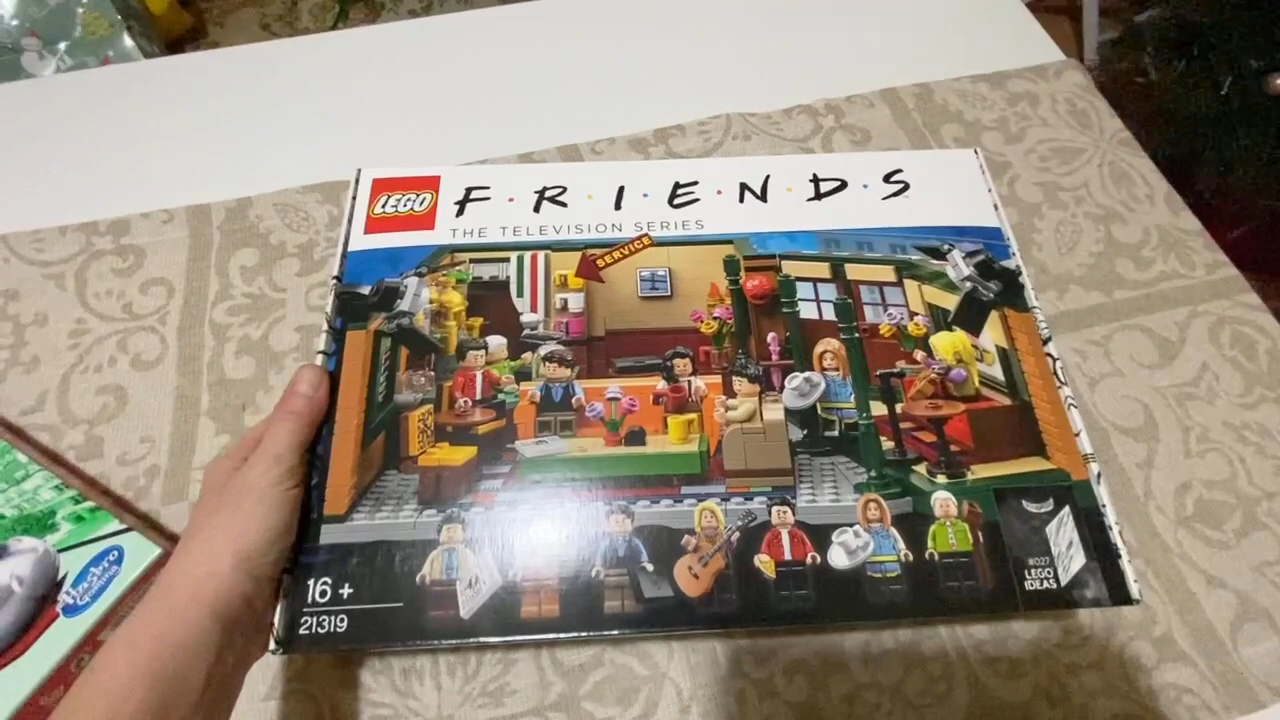 LEGO
F·R·I·E·N·D·S
THE TELEVISION SERIES
SERVICE
16+
21319
#027
LEGO
IDEAS
Hasbro
Gaming